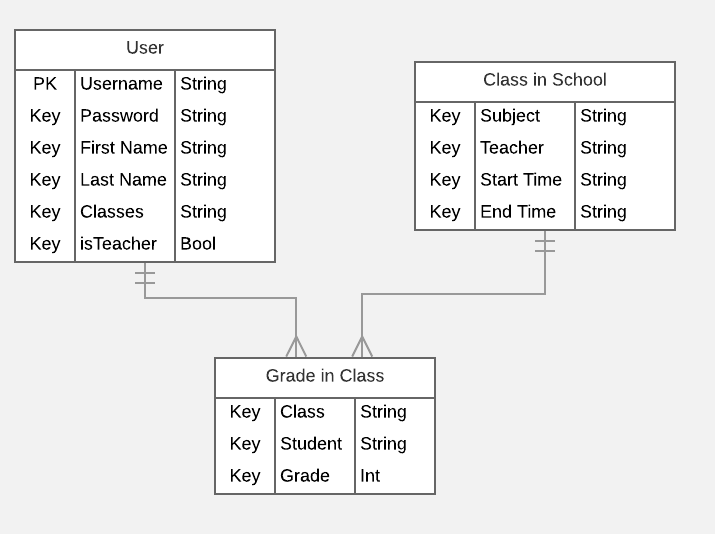 User
PK Username String
Key Password String
Key First Name String
Key Last Name String
Key Classes String
Key isTeacher Bool
Class in School
Key Subject String
Key Teacher String
Key Start Time String
Key End Time String
Grade in Class
Key Class String
Key Student String
Key Grade Int